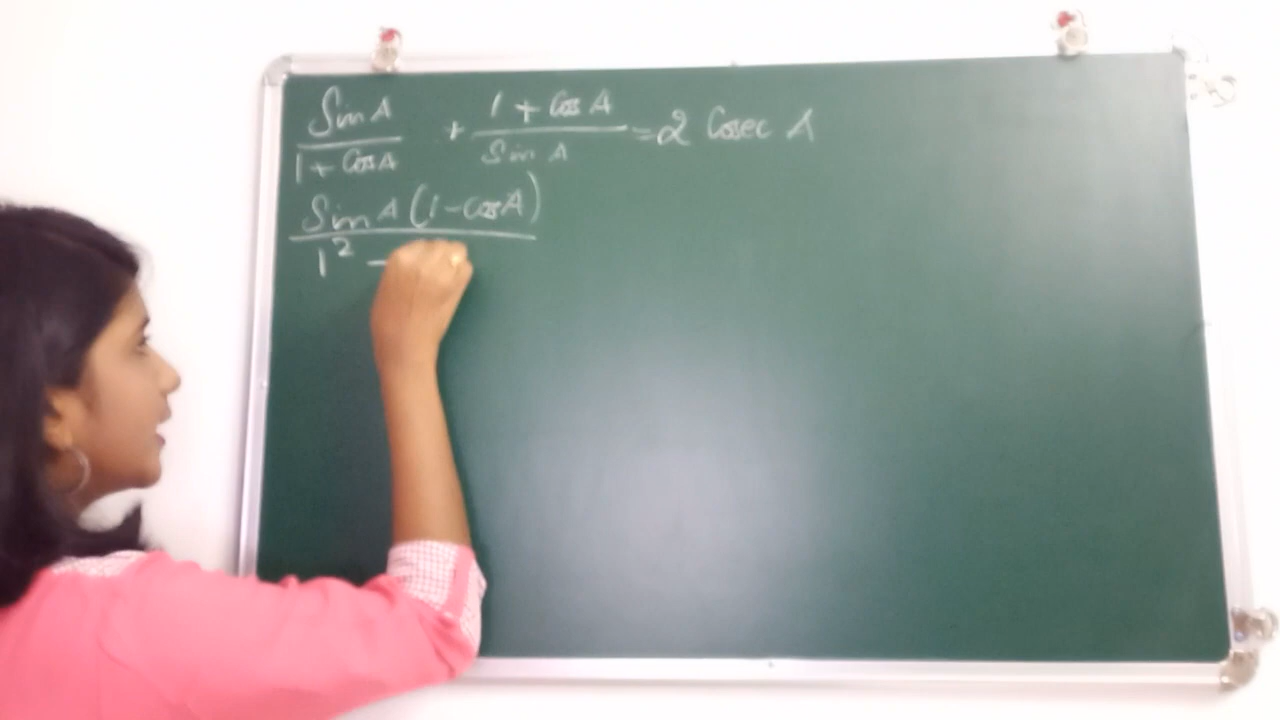 Sin A / 1 + Cos A + 1 + Cos A / Sin A = 2 Cosec A
Sin A (1 - Cos A) / 1² -